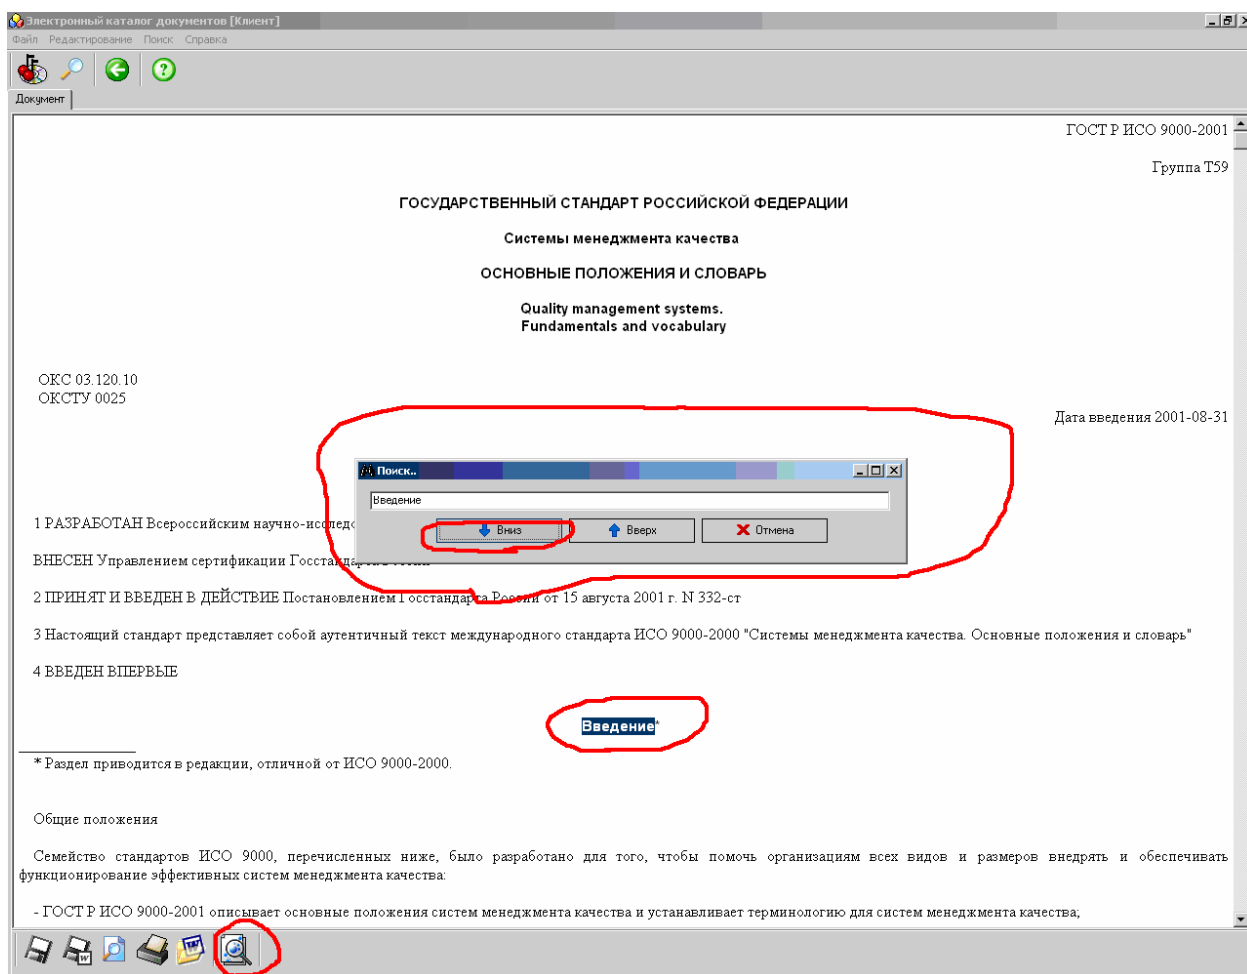 Электронный каталог документов [Клиент]
Файл Редактирование Поиск Справка
Документ
ГОСТ Р ИСО 9000-2001
Группа Т59
ГОСУДАРСТВЕННЫЙ СТАНДАРТ РОССИЙСКОЙ ФЕДЕРАЦИИ
Системы менеджмента качества
ОСНОВНЫЕ ПОЛОЖЕНИЯ И СЛОВАРЬ
Quality management systems.
Fundamentals and vocabulary
ОКС 03.120.10
ОКСТУ 0025
Дата введения 2001-08-31
Поиск..
Введение
Вниз Вверх Отмена
1 РАЗРАБОТАН Всероссийским
ВНЕСЕН Управлением сертификации
2 ПРИНЯТ И ВВЕДЕН В ДЕЙСТВИЕ Постановлением Госстандарта России от 15 августа 2001 г. N 332-ст
3 Настоящий стандарт представляет собой аутентичный текст международного стандарта ИСО 9000-2000 "Системы менеджмента качества. Основные положения и словарь"
4 ВВЕДЕН ВПЕРВЫЕ
Введение*
* Раздел приводится в редакции, отличной от ИСО 9000-2000.
Общие положения
Семейство стандартов ИСО 9000, перечисленных ниже, было разработано для того, чтобы помочь организациям всех видов и размеров внедрять и обеспечивать
функционирование эффективных систем менеджмента качества:
- ГОСТ Р ИСО 9000-2001 описывает основные положения систем менеджмента качества и устанавливает терминологию для систем менеджмента качества;